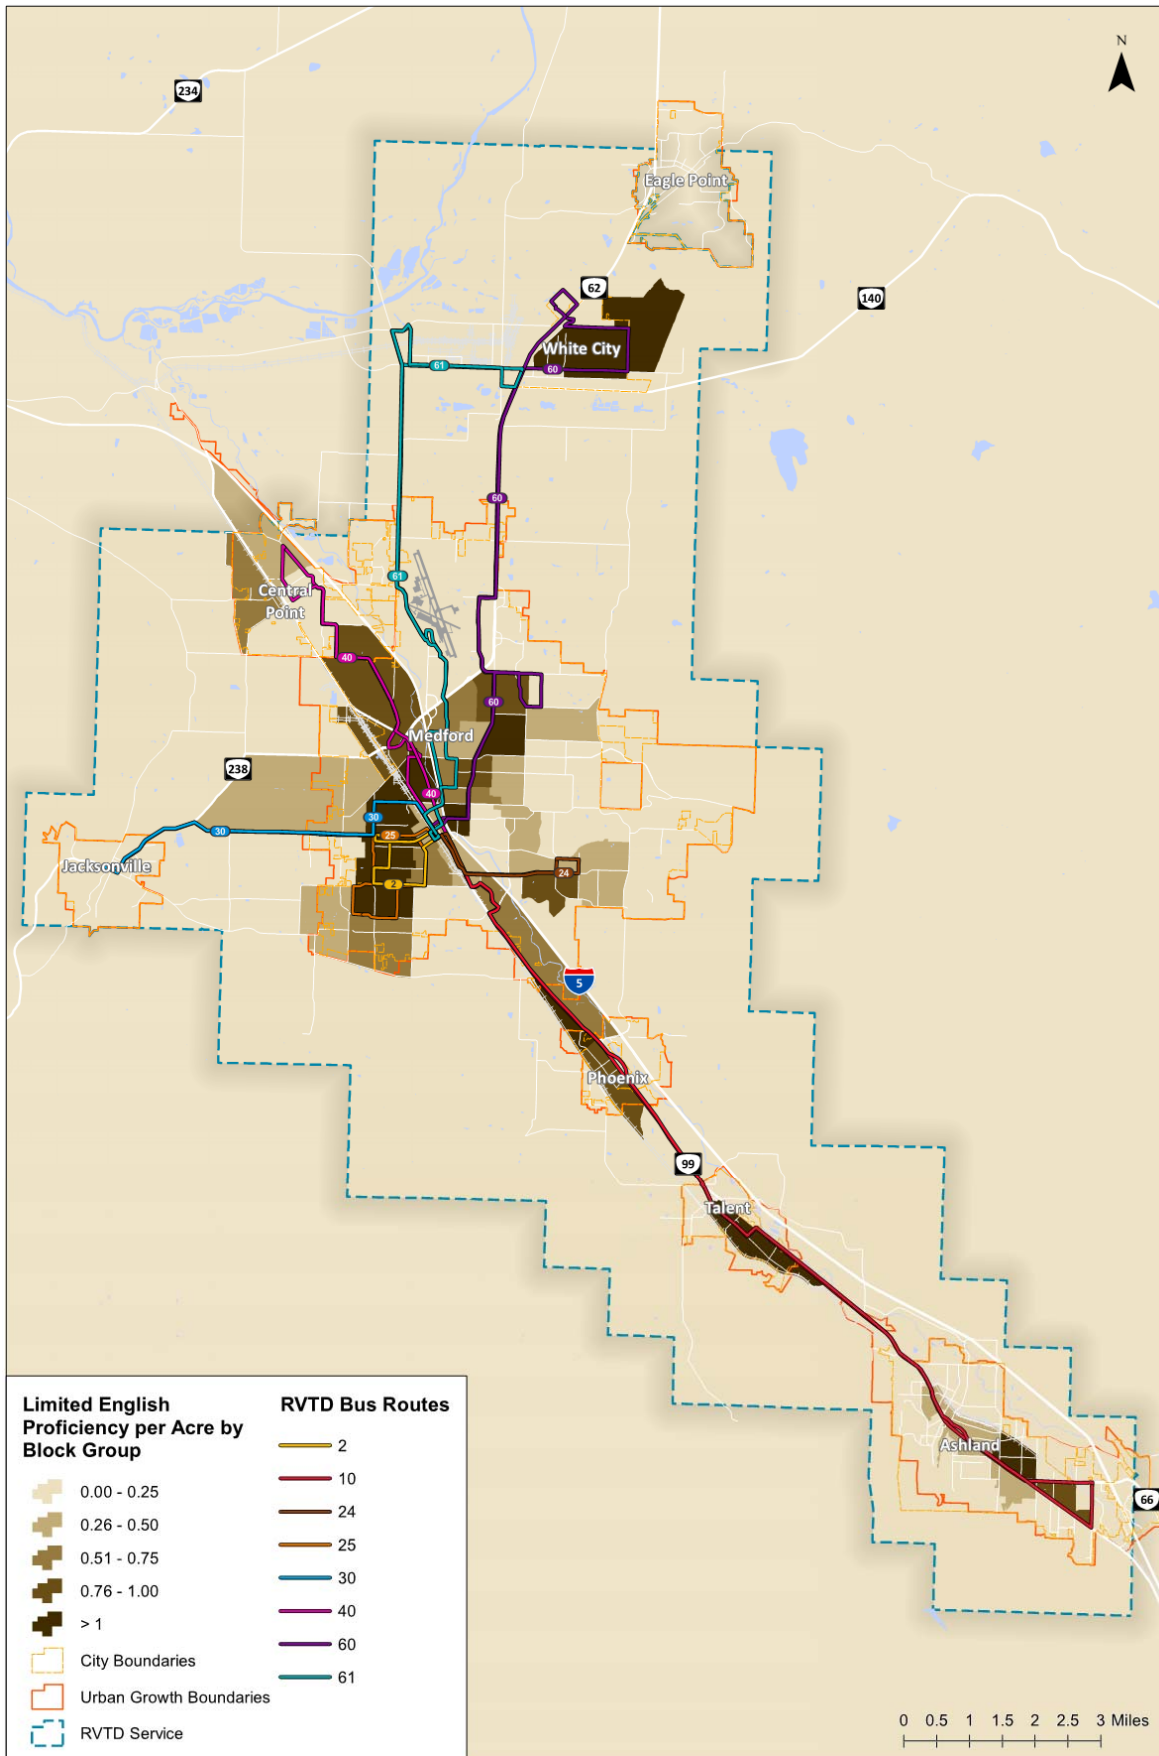 N
234
Eagle Point
62
140
White City
61
60
60
61
Central
Point
40
60
Medford
238
40
30
30
25
Jacksonville
24
2
5
Phoenix
99
Talent
Ashland
66
Limited English
Proficiency per Acre by
Block Group
0.00 - 0.25
0.26 - 0.50
0.51 - 0.75
0.76 - 1.00
> 1
City Boundaries
Urban Growth Boundaries
RVTD Service
RVTD Bus Routes
2
10
24
25
30
40
60
61
0 0.5 1 1.5 2 2.5 3 Miles